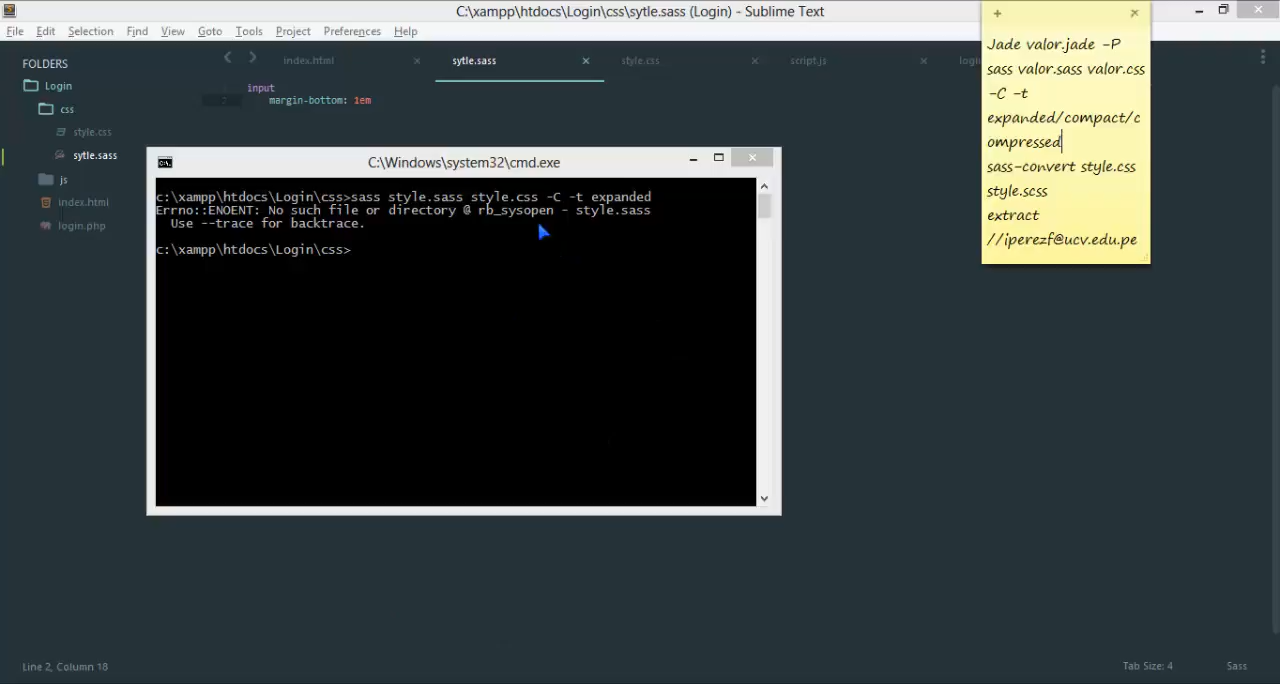 C:\xampp\htdocs\Login\css\sytle.sass (Login) - Sublime Text
File Edit Selection Find View Goto Tools Project Preferences Help
FOLDERS
Login
css
style.css
sytle.sass
js
index.html
login.php
index.html × sytle.sass × style.css × script.js × login
input
margin-bottom: 1em
C:\Windows\system32\cmd.exe
c:\xampp\htdocs\Login\css>sass style.sass style.css -C -t expanded
Errno::ENOENT: No such file or directory @ rb_sysopen - style.sass
Use --trace for backtrace.
c:\xampp\htdocs\Login\css>
Jade valor.jade -P
sass valor.sass valor.css
-C -t
expanded/compact/c
ompressed
sass-convert style.css
style.scss
extract
//iperezf@ucv.edu.pe
Line 2, Column 18
Tab Size: 4 Sass